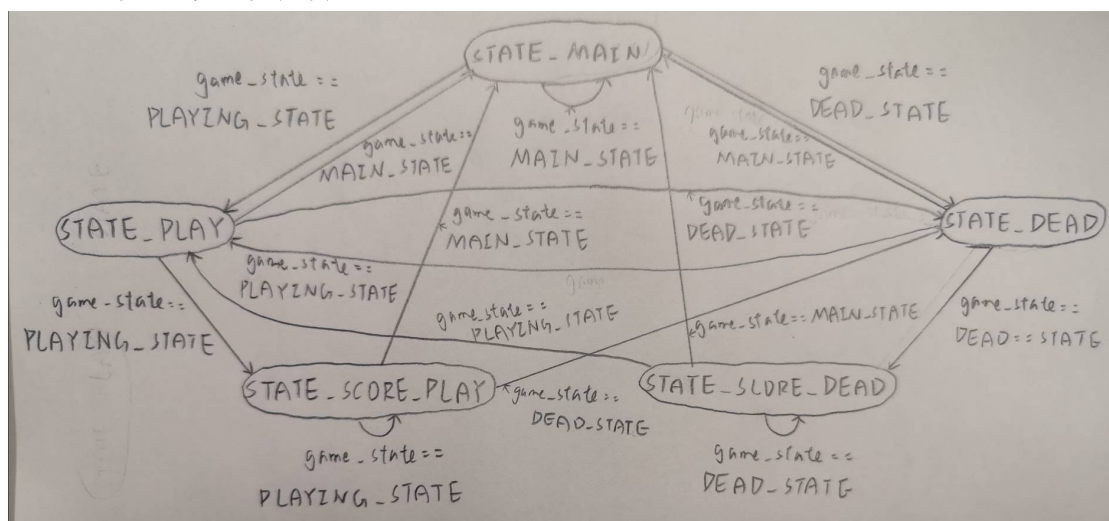 STATE_MAIN
game_state ==
PLAYING_STATE
game_state ==
DEAD_STATE
game_state ==
MAIN_STATE
game_state ==
MAIN_STATE
game_state ==
MAIN_STATE
STATE_PLAY
game_state ==
MAIN_STATE
game_state ==
DEAD_STATE
STATE_DEAD
game_state ==
PLAYING_STATE
game_state ==
PLAYING_STATE
game_state ==
PLAYING_STATE
game_state == MAIN_STATE
game_state ==
DEAD == STATE
STATE_SCORE_PLAY
game_state ==
DEAD_STATE
STATE_SCORE_DEAD
game_state ==
PLAYING_STATE
game_state ==
DEAD_STATE